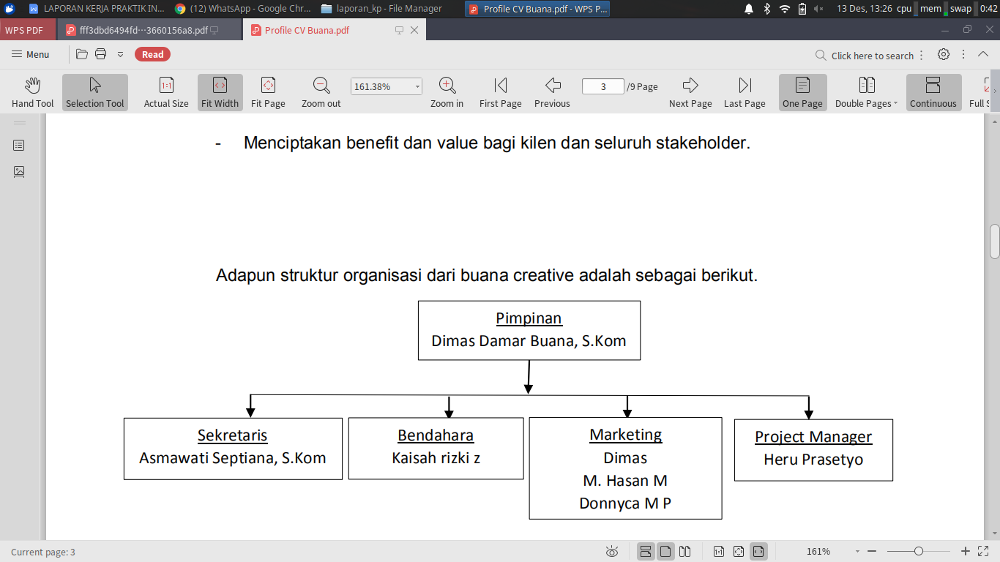 LAPORAN KERJA PRAKTIK IN... (12) WhatsApp - Google Chr... laporan_kp - File Manager Profile CV Buana.pdf - WPS P... 13 Des, 13:26 cpu mem swap 0:42
WPS PDF fff3dbd6494fd···3660156a8.pdf Profile CV Buana.pdf
Menu Read Click here to search
161.38% 3 /9 Page
Hand Tool Selection Tool Actual Size Fit Width Fit Page Zoom out Zoom in First Page Previous Next Page Last Page One Page Double Pages Continuous Full S
- Menciptakan benefit dan value bagi kilen dan seluruh stakeholder.
Adapun struktur organisasi dari buana creative adalah sebagai berikut.
Pimpinan
Dimas Damar Buana, S.Kom
Sekretaris
Asmawati Septiana, S.Kom
Bendahara
Kaisah rizki z
Marketing
Dimas
M. Hasan M
Donnyca M P
Project Manager
Heru Prasetyo
Current page: 3 161%